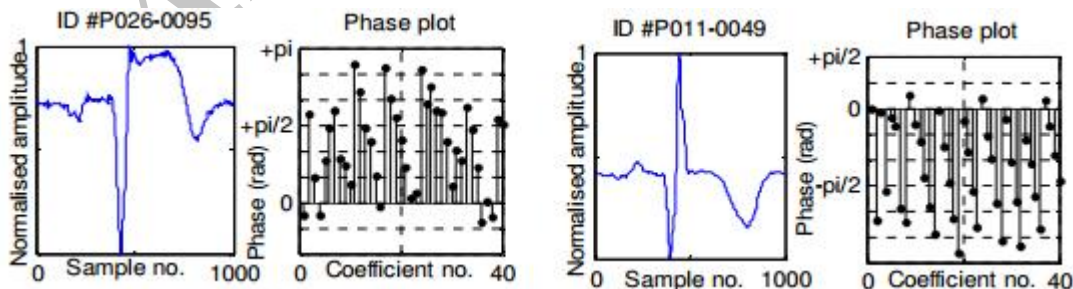 ID #P026-0095
Normalised amplitude
1
0
Sample no.
1000
Phase plot
Phase (rad)
+pi
+pi/2
0
0
Coefficient no.
40
ID #P011-0049
Normalised amplitude
1
0
Sample no.
1000
Phase plot
Phase (rad)
+pi/2
0
-pi/2
0
Coefficient no.
40